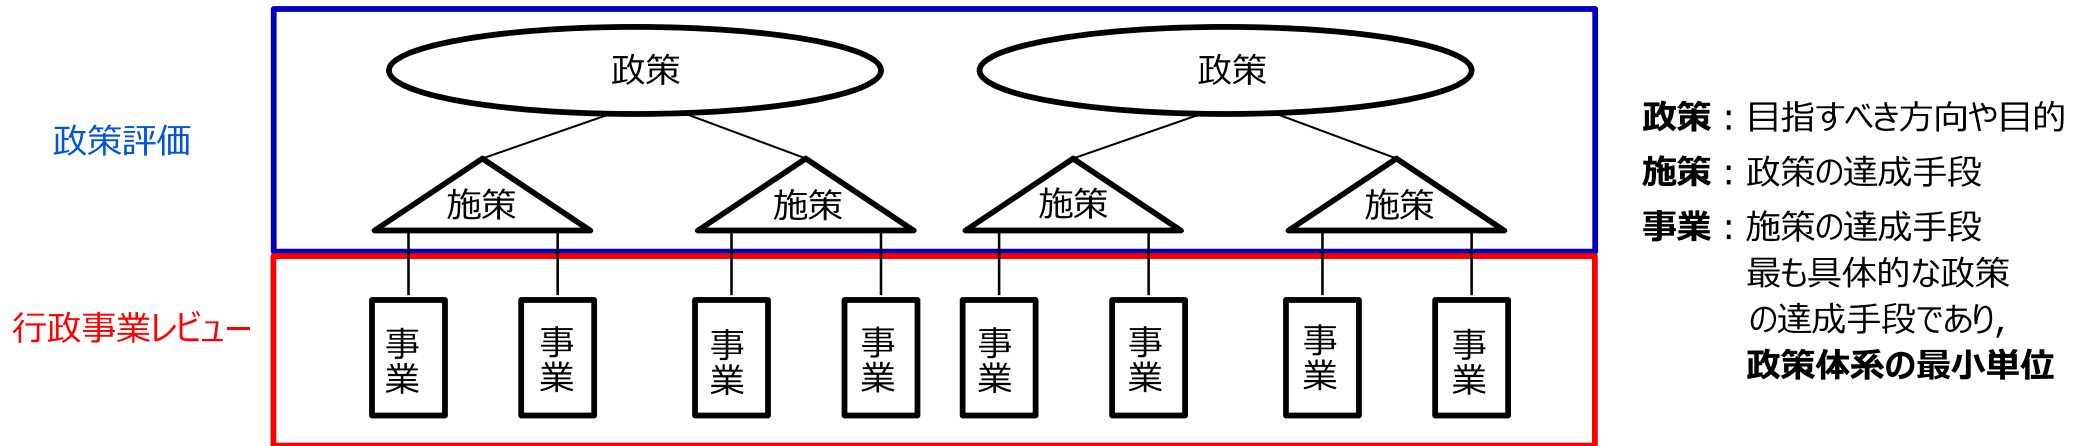 政策評価
行政事業レビュー
政策
政策
施策
施策
施策
施策
事業
事業
事業
事業
事業
事業
事業
事業
政策：目指すべき方向や目的
施策：政策の達成手段
事業：施策の達成手段
最も具体的な政策
の達成手段であり,
政策体系の最小単位